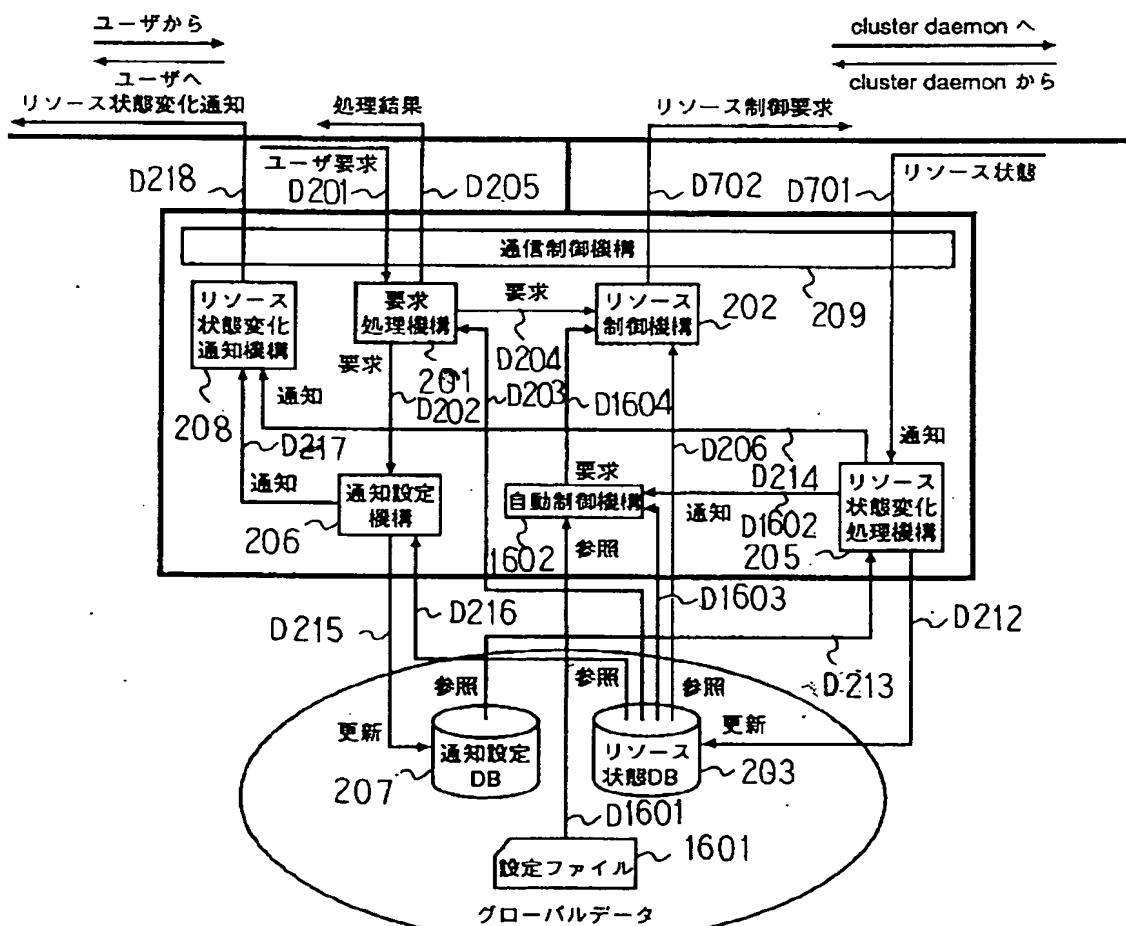 ユーザから
ユーザへ
cluster daemon へ
cluster daemon から
リソース状態変化通知
処理結果
リソース制御要求
ユーザ要求
リソース状態
D218
D201
D205
D702
D701
通信制御機構
リソース
状態変化
通知機構
要求
処理機構
要求
リソース
制御機構
202
209
D204
要求
201
D202
D203
D1604
208
通知
D217
D206
D214
通知
通知
通知設定
機構
206
要求
自動制御機構
1602
通知
D1602
リソース
状態変化
処理機構
205
参照
D215
D216
D1603
D212
D213
参照
参照
参照
更新
更新
通知設定
DB
207
リソース
状態DB
203
D1601
設定ファイル
1601
グローバルデータ